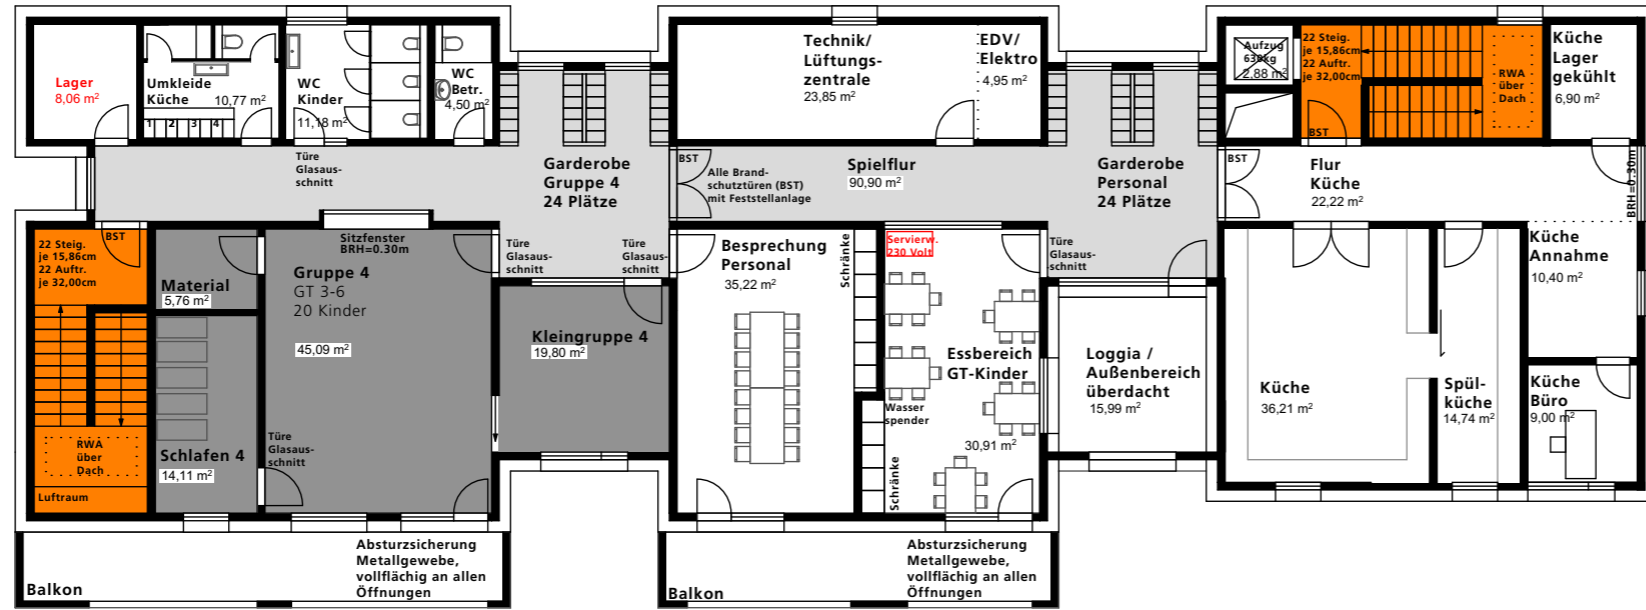 Lager
8,06 m²
Umkleide
Küche
10,77 m²
1 2 3 4
WC
Kinder
11,18 m²
WC
Betr.
4,50 m²
Technik/
Lüftungs-
zentrale
23,85 m²
EDV/
Elektro
4,95 m²
Aufzug
630kg
2,88 m²
22 Steig.
je 15,86cm
22 Auftr.
je 32,00cm
RWA
über
Dach
BST
Küche
Lager
gekühlt
6,90 m²
Türe
Glasaus-
schnitt
Garderobe
Gruppe 4
24 Plätze
BST
Alle Brand-
schutztüren (BST)
mit Feststellanlage
Spielflur
90,90 m²
Garderobe
Personal
24 Plätze
BST
Flur
Küche
22,22 m²
BRH=0.30m
22 Steig.
je 15,86cm
22 Auftr.
je 32,00cm
BST
RWA
über
Dach
Luftraum
Material
5,76 m²
Schlafen 4
14,11 m²
Sitzfenster
BRH=0.30m
Gruppe 4
GT 3-6
20 Kinder
45,09 m²
Türe
Glasaus-
schnitt
Türe
Glasaus-
schnitt
Türe
Glasaus-
schnitt
Kleingruppe 4
19,80 m²
Besprechung
Personal
35,22 m²
Schränke
Servierw.
230 Volt
Essbereich
GT-Kinder
30,91 m²
Wasser
spender
Schränke
Türe
Glasaus-
schnitt
Loggia /
Außenbereich
überdacht
15,99 m²
Küche
36,21 m²
Spül-
küche
14,74 m²
Küche
Annahme
10,40 m²
Küche
Büro
9,00 m²
Balkon
Absturzsicherung
Metallgewebe,
vollflächig an allen
Öffnungen
Balkon
Absturzsicherung
Metallgewebe,
vollflächig an allen
Öffnungen